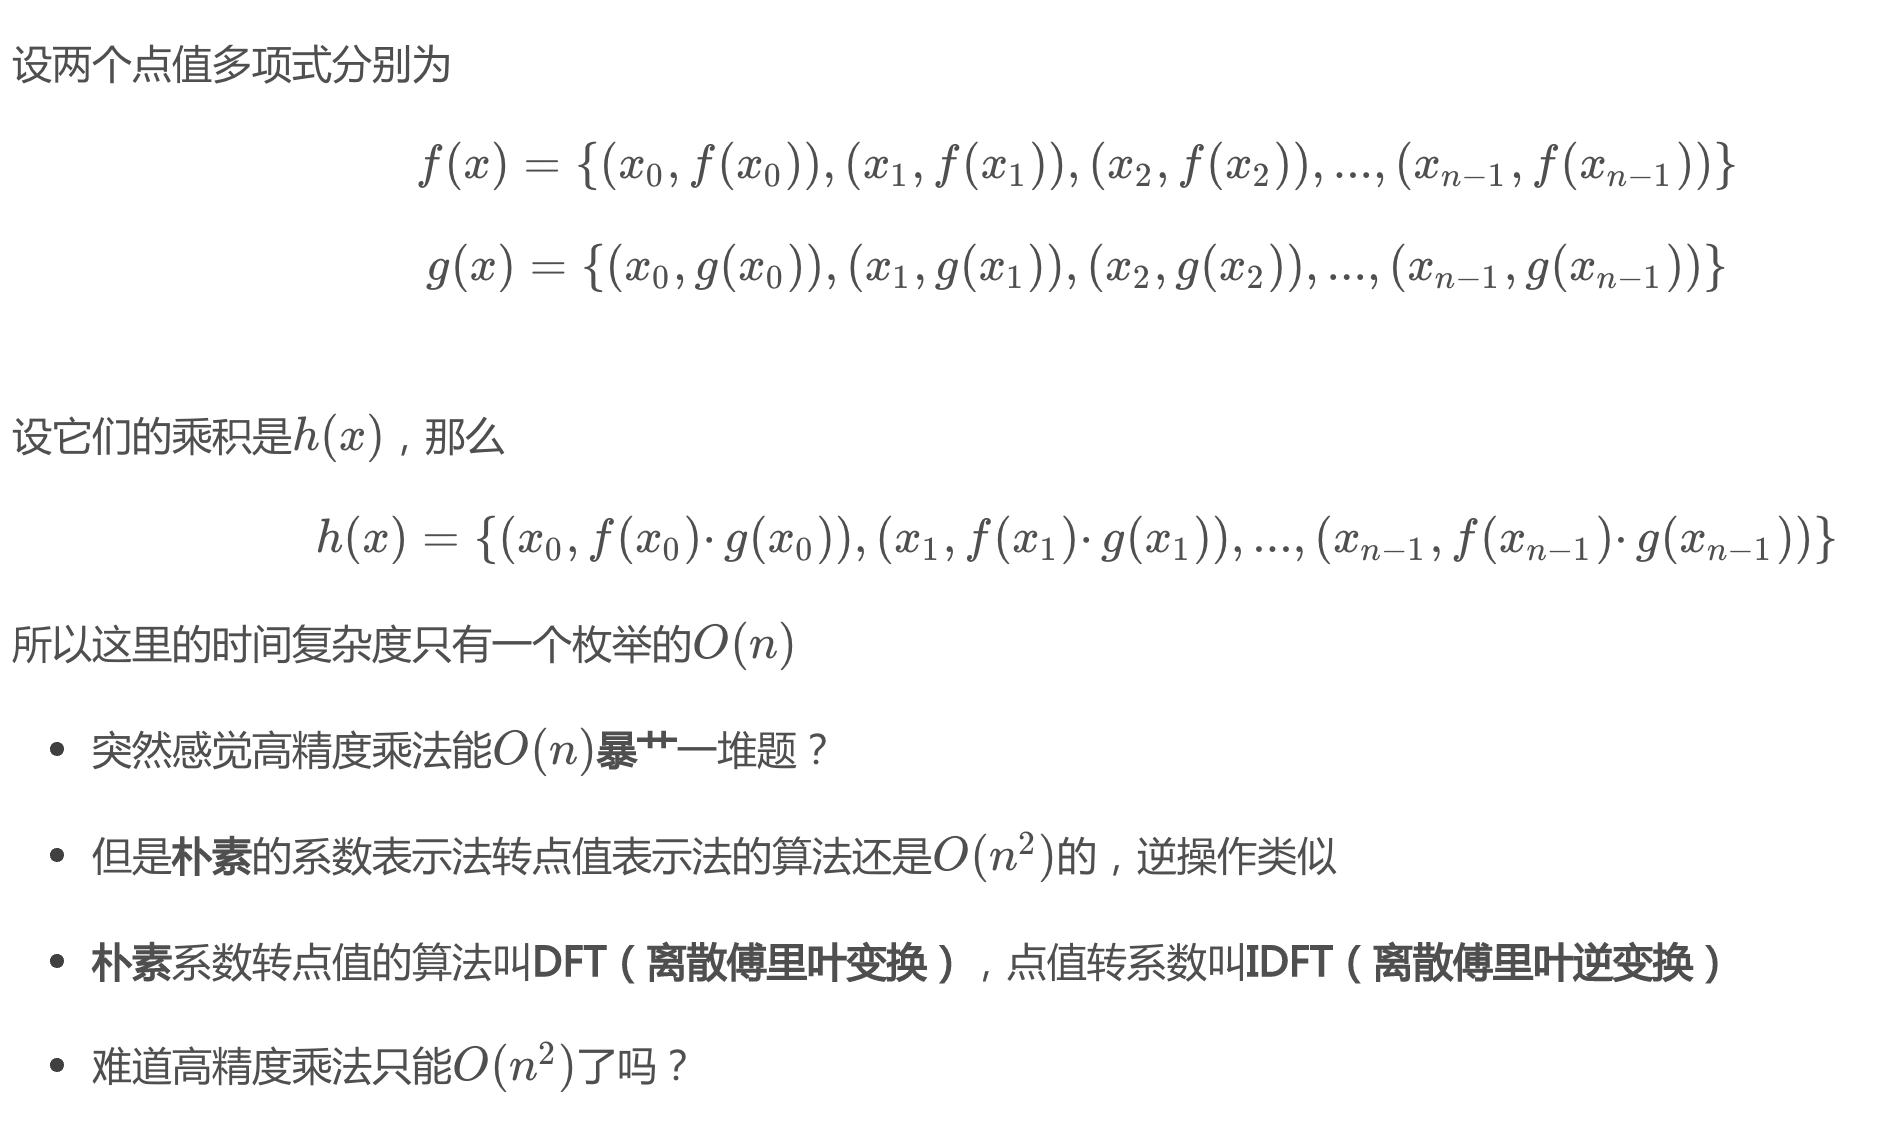 设两个点值多项式分别为
f(x) = {(x₀, f(x₀)), (x₁, f(x₁)), (x₂, f(x₂)), ..., (xₙ₋₁, f(xₙ₋₁))}
g(x) = {(x₀, g(x₀)), (x₁, g(x₁)), (x₂, g(x₂)), ..., (xₙ₋₁, g(xₙ₋₁))}
设它们的乘积是h(x)，那么
h(x) = {(x₀, f(x₀)·g(x₀)), (x₁, f(x₁)·g(x₁)), ..., (xₙ₋₁, f(xₙ₋₁)·g(xₙ₋₁))}
所以这里的时间复杂度只有一个枚举的O(n)
• 突然感觉高精度乘法能O(n)暴艹一堆题？
• 但是朴素的系数表示法转点值表示法的算法还是O(n²)的，逆操作类似
• 朴素系数转点值的算法叫DFT（离散傅里叶变换），点值转系数叫IDFT（离散傅里叶逆变换）
• 难道高精度乘法只能O(n²)了吗？